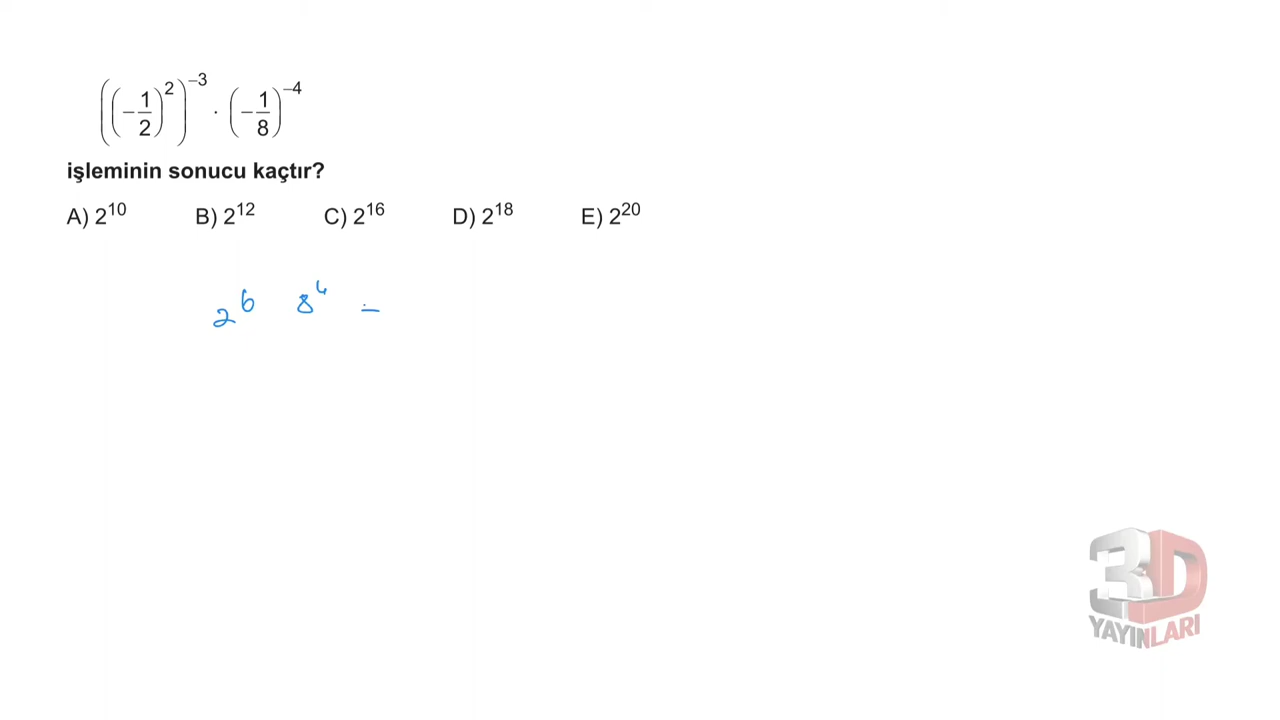 ((-1/2)²)⁻³ · (-1/8)⁻⁴
işleminin sonucu kaçtır?
A) 2¹⁰ B) 2¹² C) 2¹⁶ D) 2¹⁸ E) 2²⁰
2⁶ 8⁴ =
3D
YAYINLARI